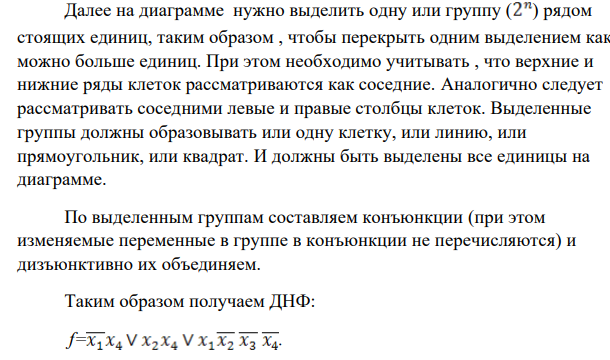 Далее на диаграмме нужно выделить одну или группу (2ⁿ) рядом
стоящих единиц, таким образом , чтобы перекрыть одним выделением как
можно больше единиц. При этом необходимо учитывать , что верхние и
нижние ряды клеток рассматриваются как соседние. Аналогично следует
рассматривать соседними левые и правые столбцы клеток. Выделенные
группы должны образовывать или одну клетку, или линию, или
прямоугольник, или квадрат. И должны быть выделены все единицы на
диаграмме.
По выделенным группам составляем конъюнкции (при этом
изменяемые переменные в группе в конъюнкции не перечисляются) и
дизъюнктивно их объединяем.
Таким образом получаем ДНФ:
f=x̅₁x₄ ∨ x₂x₄ ∨ x₁x̅₂ x̅₃ x̅₄.